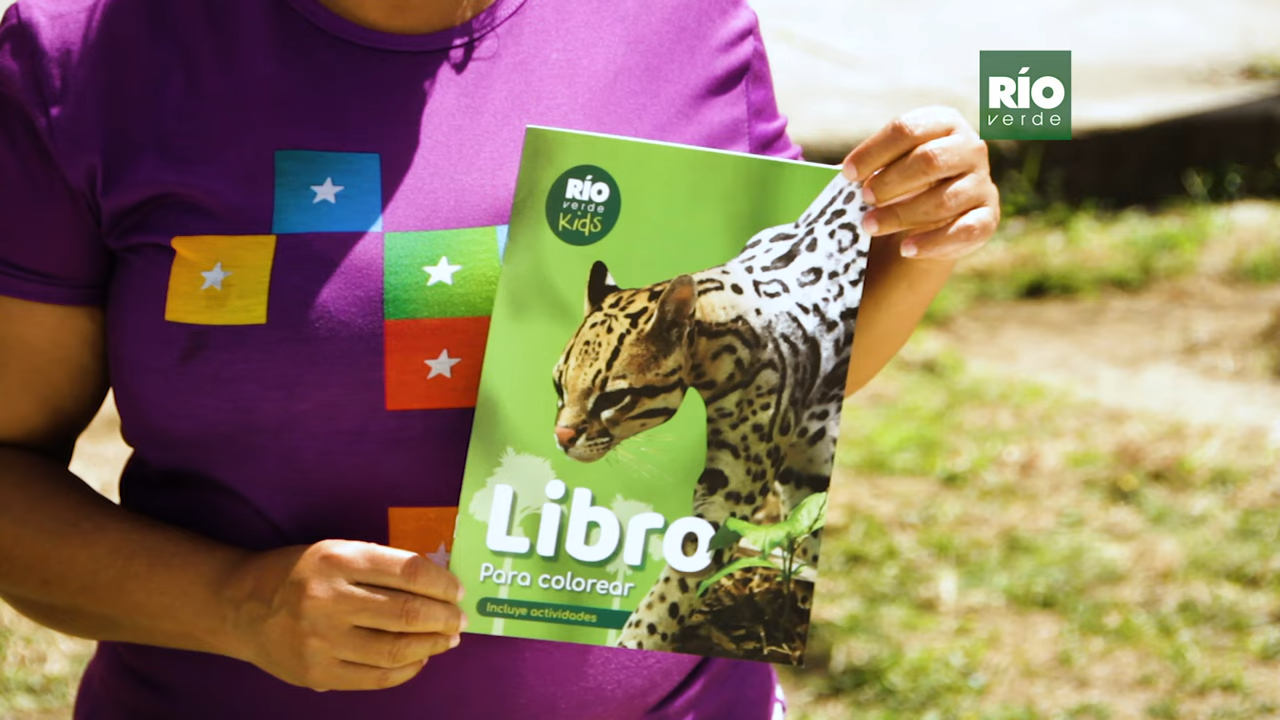 RÍO
verde
RÍO
verde
Kids
Libro
Para colorear
Incluye actividades